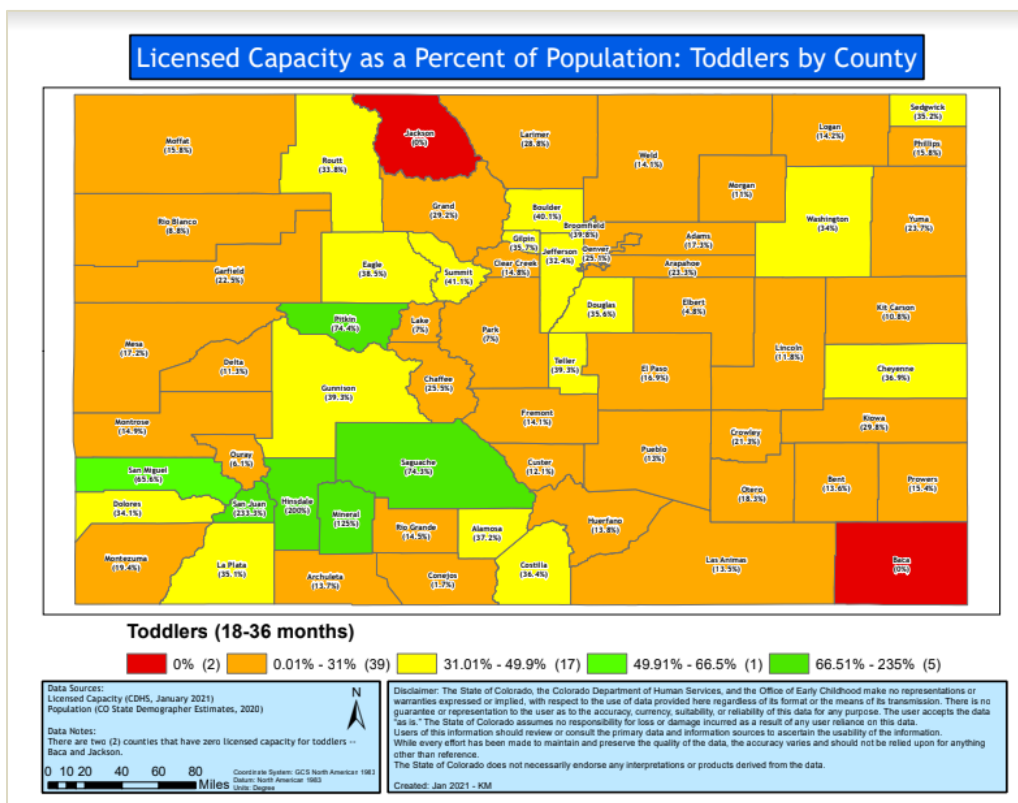 Licensed Capacity as a Percent of Population: Toddlers by County
Jackson
(0%)
Larimer
(28.8%)
Logan
(14.2%)
Sedgwick
(35.2%)
Moffat
(15.8%)
Routt
(33.8%)
Weld
(14.1%)
Phillips
(15.8%)
Morgan
(11%)
Rio Blanco
(8.8%)
Grand
(29.2%)
Boulder
(40.1%)
Broomfield
(39.8%)
Washington
(34%)
Yuma
(23.7%)
Gilpin
(35.7%)
Adams
(17.3%)
Eagle
(38.5%)
Clear Creek
(14.8%)
Jefferson
(32.4%)
Denver
(25.1%)
Arapahoe
(23.3%)
Garfield
(22.5%)
Summit
(41.1%)
Pitkin
(74.4%)
Lake
(7%)
Park
(7%)
Douglas
(35.6%)
Elbert
(4.8%)
Kit Carson
(10.8%)
Mesa
(17.2%)
Delta
(11.3%)
Lincoln
(11.8%)
Gunnison
(39.3%)
Chaffee
(25.5%)
Teller
(39.3%)
El Paso
(16.9%)
Cheyenne
(36.9%)
Montrose
(14.9%)
Fremont
(14.1%)
Kiowa
(29.8%)
Ouray
(6.1%)
Crowley
(21.3%)
San Miguel
(65.6%)
Saguache
(74.3%)
Custer
(12.1%)
Pueblo
(13%)
Bent
(13.6%)
Prowers
(15.4%)
Dolores
(34.1%)
San Juan
(233.3%)
Hinsdale
(200%)
Mineral
(125%)
Otero
(18.3%)
Rio Grande
(14.5%)
Alamosa
(37.2%)
Huerfano
(13.8%)
Montezuma
(19.4%)
La Plata
(35.1%)
Archuleta
(13.7%)
Conejos
(1.7%)
Costilla
(36.4%)
Las Animas
(13.5%)
Baca
(0%)
Toddlers (18-36 months)
0% (2) 0.01% - 31% (39) 31.01% - 49.9% (17) 49.91% - 66.5% (1) 66.51% - 235% (5)
Data Sources:
Licensed Capacity (CDHS, January 2021)
Population (CO State Demographer Estimates, 2020)
Data Notes:
There are two (2) counties that have zero licensed capacity for toddlers --
Baca and Jackson.
N
0 10 20 40 60 80
Miles
Coordinate System: GCS North American 1983
Datum: North American 1983
Units: Degree
Disclaimer: The State of Colorado, the Colorado Department of Human Services, and the Office of Early Childhood make no representations or
warranties expressed or implied, with respect to the use of data provided here regardless of its format or the means of its transmission. There is no
guarantee or representation to the user as to the accuracy, currency, suitability, or reliability of this data for any purpose. The user accepts the data
"as is." The State of Colorado assumes no responsibility for loss or damage incurred as a result of any user reliance on this data.
Users of this information should review or consult the primary data and information sources to ascertain the usability of the information.
While every effort has been made to maintain and preserve the quality of the data, the accuracy varies and should not be relied upon for anything
other than reference.
The State of Colorado does not necessarily endorse any interpretations or products derived from the data.
Created: Jan 2021 - KM